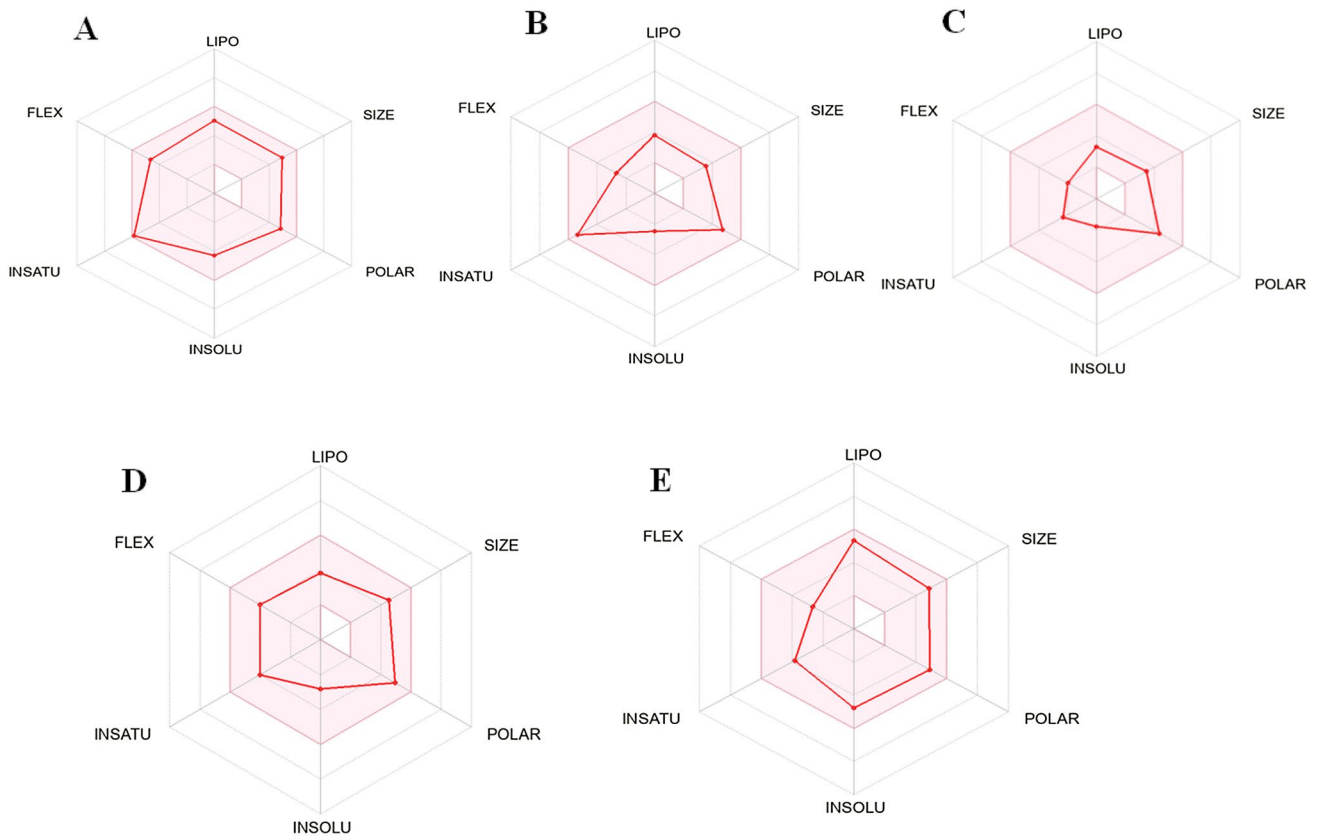 A
LIPO
FLEX
SIZE
INSATU
POLAR
INSOLU
B
LIPO
FLEX
SIZE
INSATU
POLAR
INSOLU
C
LIPO
FLEX
SIZE
INSATU
POLAR
INSOLU
D
LIPO
FLEX
SIZE
INSATU
POLAR
INSOLU
E
LIPO
FLEX
SIZE
INSATU
POLAR
INSOLU